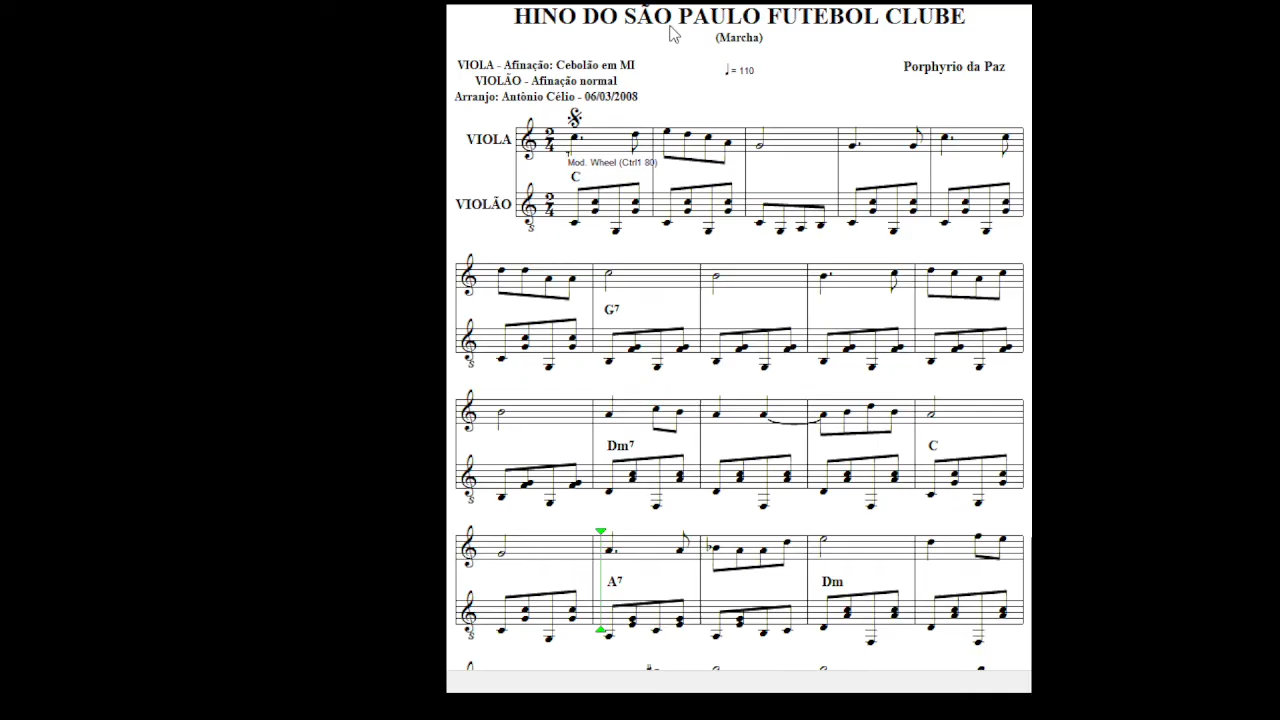 HINO DO SÃO PAULO FUTEBOL CLUBE
(Marcha)
VIOLA - Afinação: Cebolão em MI
VIOLÃO - Afinação normal
Arranjo: Antônio Célio - 06/03/2008
♩ = 110
Porphyrio da Paz
VIOLA
Mod. Wheel (Ctrl1 80)
C
VIOLÃO
G7
Dm7 C
A7 Dm